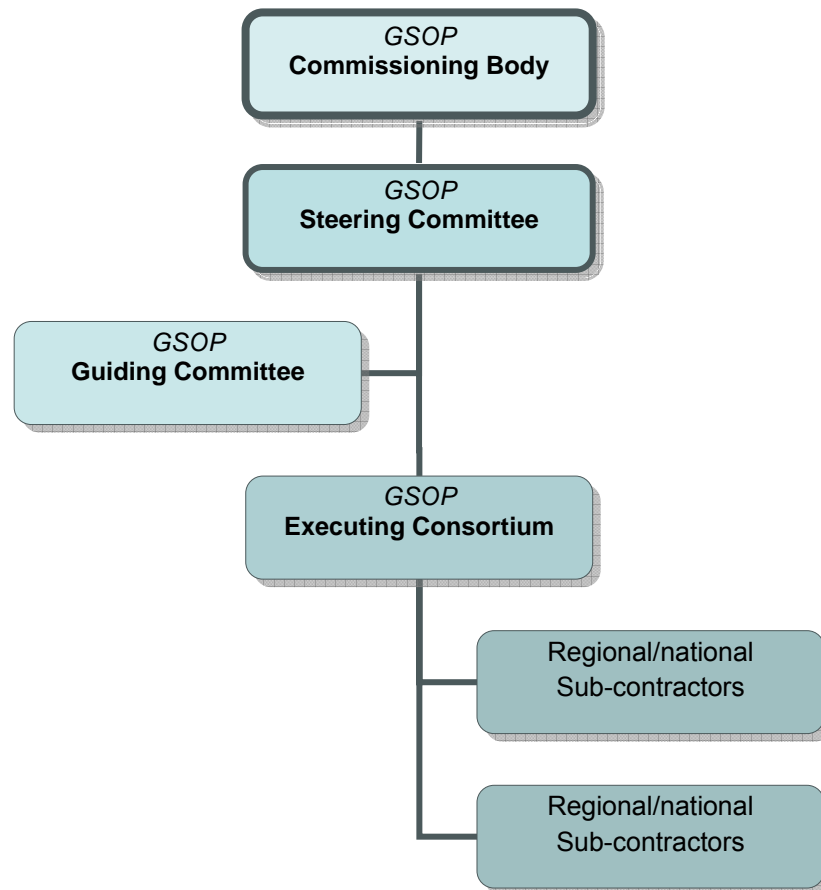 GSOP
Commissioning Body
GSOP
Steering Committee
GSOP
Guiding Committee
GSOP
Executing Consortium
Regional/national
Sub-contractors
Regional/national
Sub-contractors